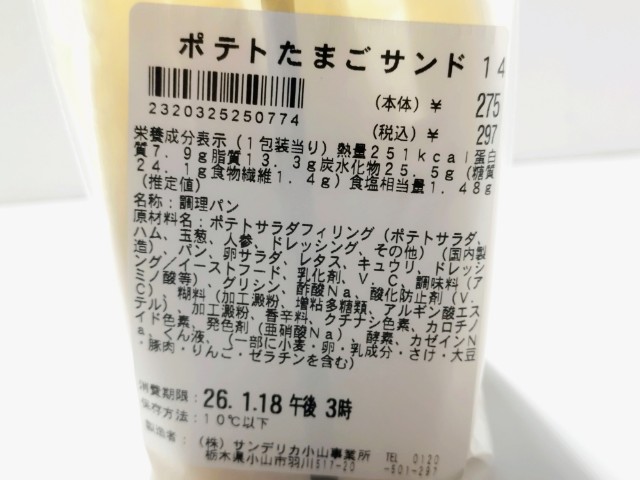 ポテトたまごサンド 14
2320325250774
(本体) ¥ 275
(税込) ¥ 297
栄養成分表示 (1包装当り) 熱量251kcal 蛋白
質7.9g脂質13.3g炭水化物25.5g (糖質
24.1g食物繊維1.4g) 食塩相当量1.48g
(推定値)
名称:調理パン
原材料名:ポテトサラダフィリング (ポテトサラダ、
ハム、玉葱、人参、ドレッシング、その他) (国内製
造)、パン、卵サラダ、レタス、キュウリ、ドレッシ
ング/イーストフード、乳化剤、V.C、調味料 (ア
ミノ酸等)、グリシン、酢酸Na、酸化防止剤 (V.
C)、糊料 (加工澱粉、増粘多糖類、アルギン酸エス
テル)、加工澱粉、香辛料、クチナシ色素、カロチノ
イド色素、発色剤 (亜硝酸Na)、酵素、カゼインN
a、くん液、(一部に小麦・卵・乳成分・さけ・大豆
・豚肉・りんご・ゼラチンを含む)
消費期限: 26. 1.18 午後 3時
保存方法: 10℃以下
製造者: (株) サンデリカ小山事業所 TEL 0120
栃木県小山市羽川517-20 -501-297